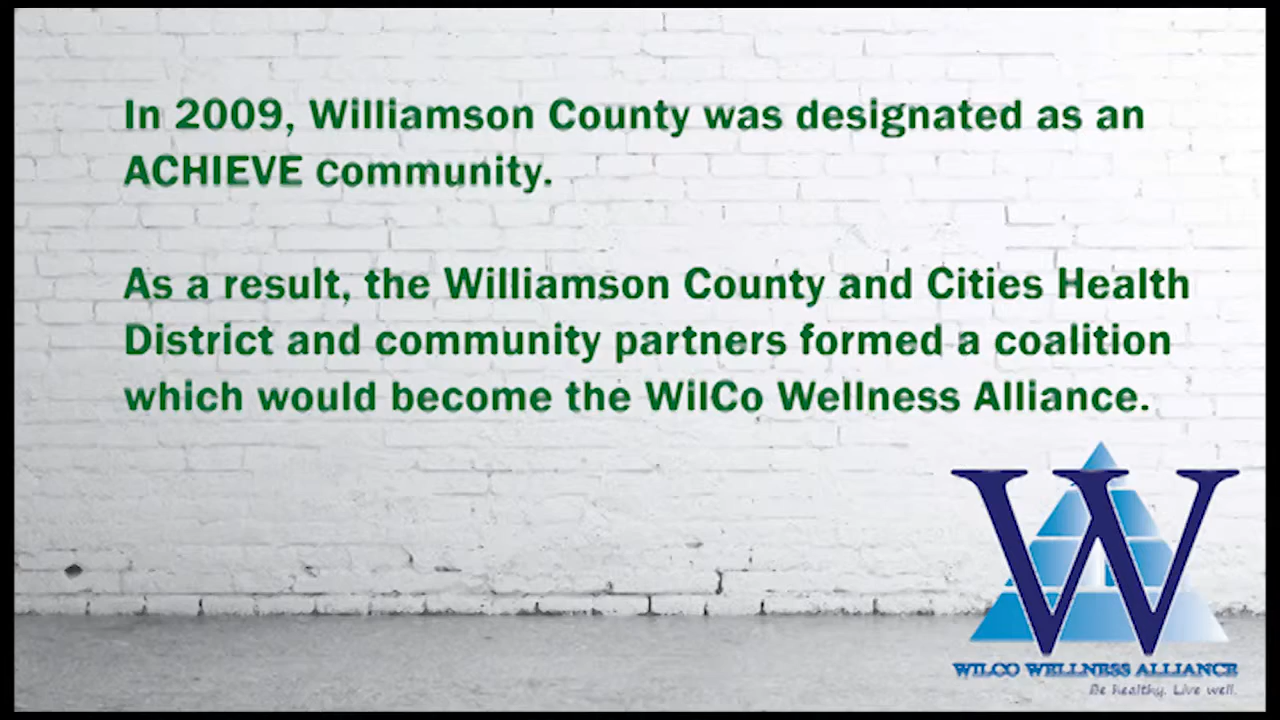 In 2009, Williamson County was designated as an
ACHIEVE community.
As a result, the Williamson County and Cities Health
District and community partners formed a coalition
which would become the WilCo Wellness Alliance.
W
WILCO WELLNESS ALLIANCE
Be healthy. Live well.